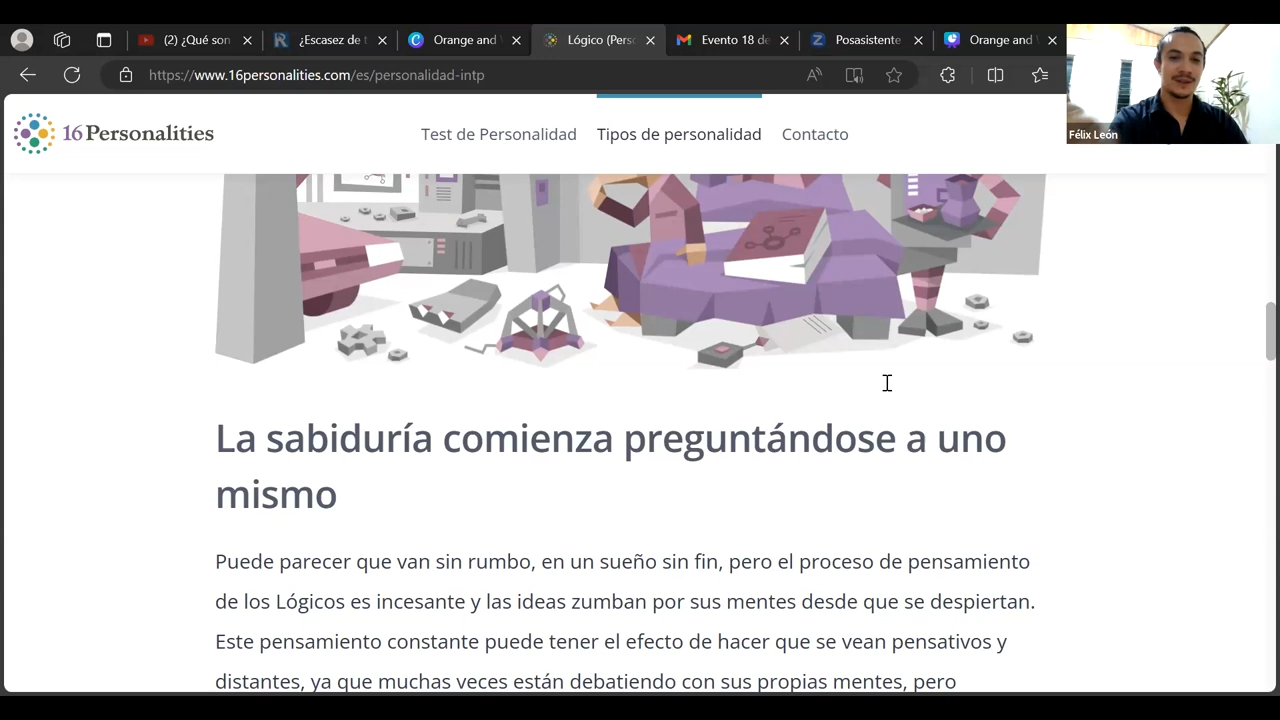 (2) ¿Qué son
¿Escasez de t
Orange and
Lógico (Perso
Evento 18 de
Posasistente
Orange and
https://www.16personalities.com/es/personalidad-intp
Félix León
16Personalities
Test de Personalidad
Tipos de personalidad
Contacto
La sabiduría comienza preguntándose a uno
mismo
Puede parecer que van sin rumbo, en un sueño sin fin, pero el proceso de pensamiento
de los Lógicos es incesante y las ideas zumban por sus mentes desde que se despiertan.
Este pensamiento constante puede tener el efecto de hacer que se vean pensativos y
distantes, ya que muchas veces están debatiendo con sus propias mentes, pero